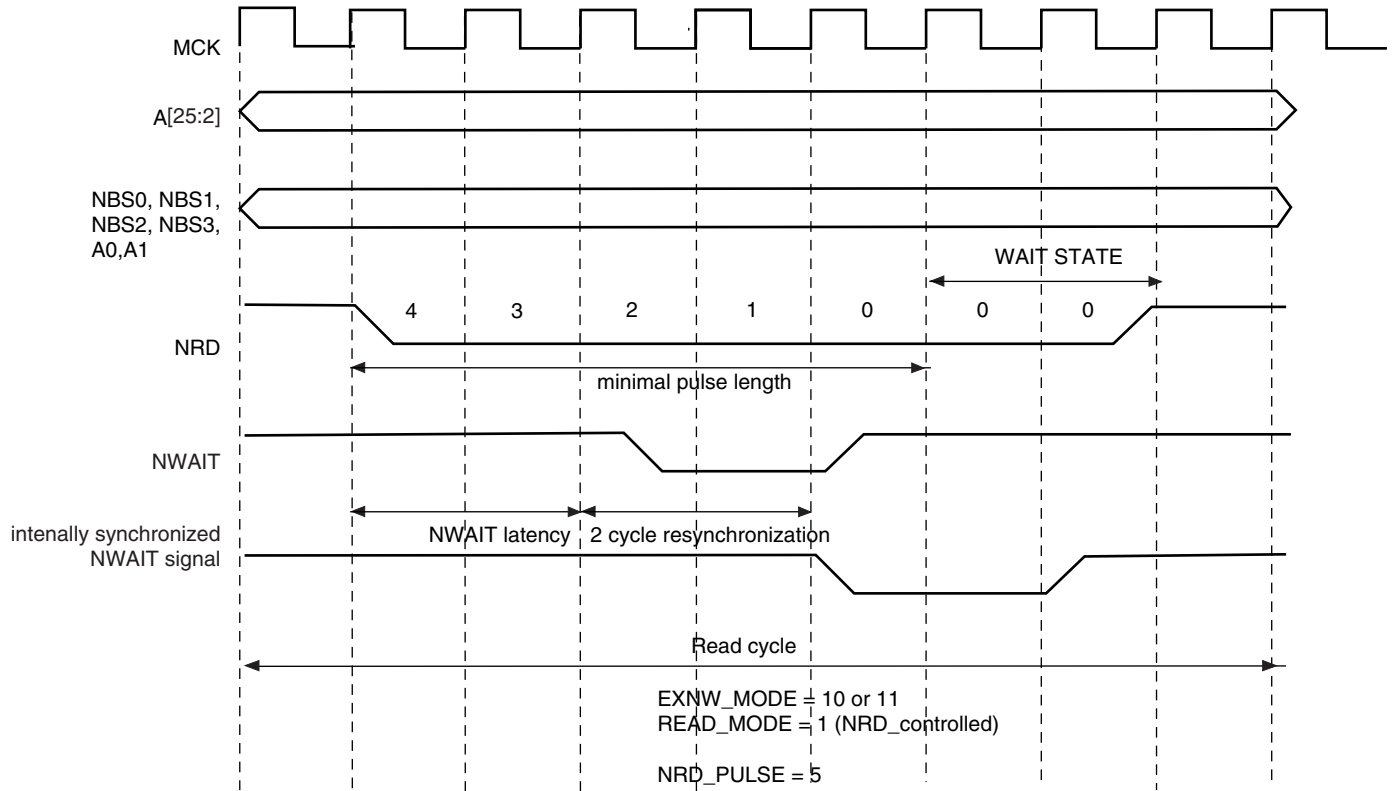 MCK
A[25:2]
NBS0, NBS1,
NBS2, NBS3,
A0,A1
WAIT STATE
4 3 2 1 0 0 0
NRD
minimal pulse length
NWAIT
NWAIT latency 2 cycle resynchronization
intenally synchronized
NWAIT signal
Read cycle
EXNW_MODE = 10 or 11
READ_MODE = 1 (NRD_controlled)
NRD_PULSE = 5